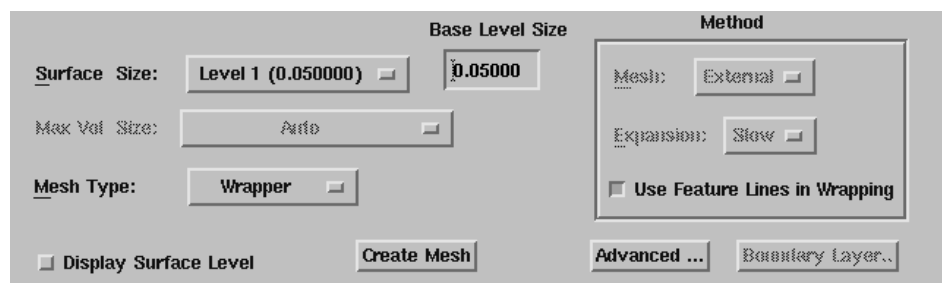 Base Level Size
Method
Surface Size: Level 1 (0.050000) 0.05000
Mesh: External
Max Vol Size: Auto
Expansion: Slow
Mesh Type: Wrapper
Use Feature Lines in Wrapping
Display Surface Level Create Mesh Advanced ... Boundary Layer..